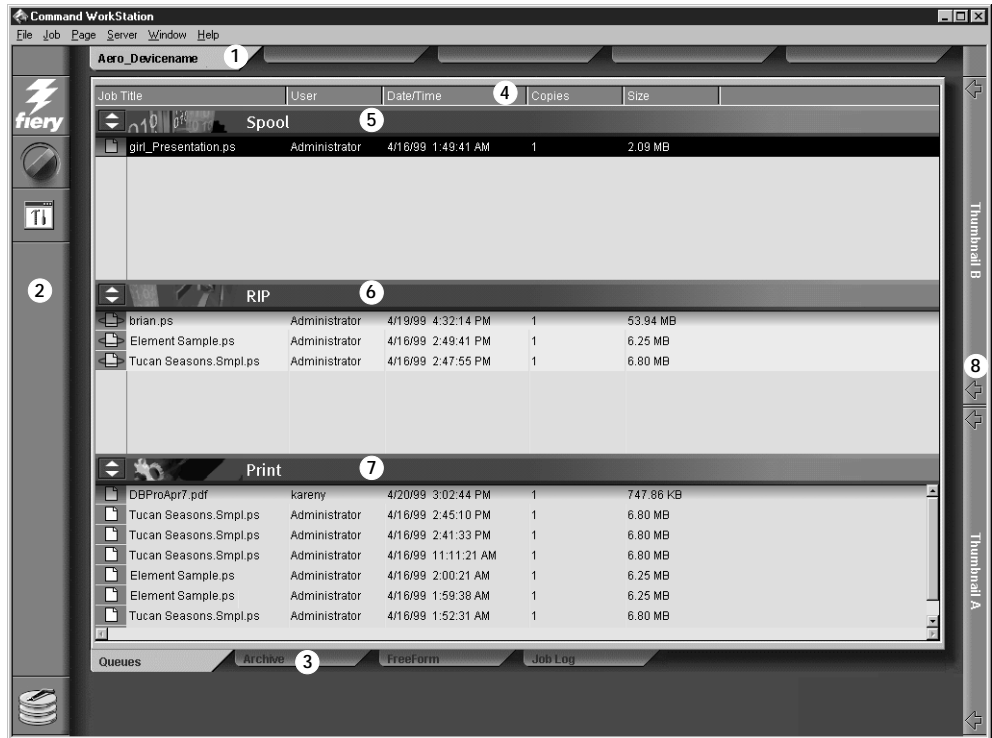 Command WorkStation
File Job Page Server Window Help
Aero_Devicename 1
Job Title User Date/Time 4 Copies Size
fiery
Spool 5
girl_Presentation.ps Administrator 4/16/99 1:49:41 AM 1 2.09 MB
Thumbnail B
2
RIP 6
brian.ps Administrator 4/19/99 4:32:14 PM 1 53.94 MB
Element Sample.ps Administrator 4/16/99 2:49:41 PM 1 6.25 MB
Tucan Seasons.Smpl.ps Administrator 4/16/99 2:47:55 PM 1 6.80 MB
8
Print 7
DBProApr7.pdf kareny 4/20/99 3:02:44 PM 1 747.86 KB
Tucan Seasons.Smpl.ps Administrator 4/16/99 2:45:10 PM 1 6.80 MB
Tucan Seasons.Smpl.ps Administrator 4/16/99 2:41:33 PM 1 6.80 MB
Tucan Seasons.Smpl.ps Administrator 4/16/99 11:11:21 AM 1 6.80 MB
Element Sample.ps Administrator 4/16/99 2:00:21 AM 1 6.25 MB
Element Sample.ps Administrator 4/16/99 1:59:38 AM 1 6.25 MB
Tucan Seasons.Smpl.ps Administrator 4/16/99 1:52:31 AM 1 6.80 MB
Thumbnail A
Queues Archive 3 FreeForm Job Log